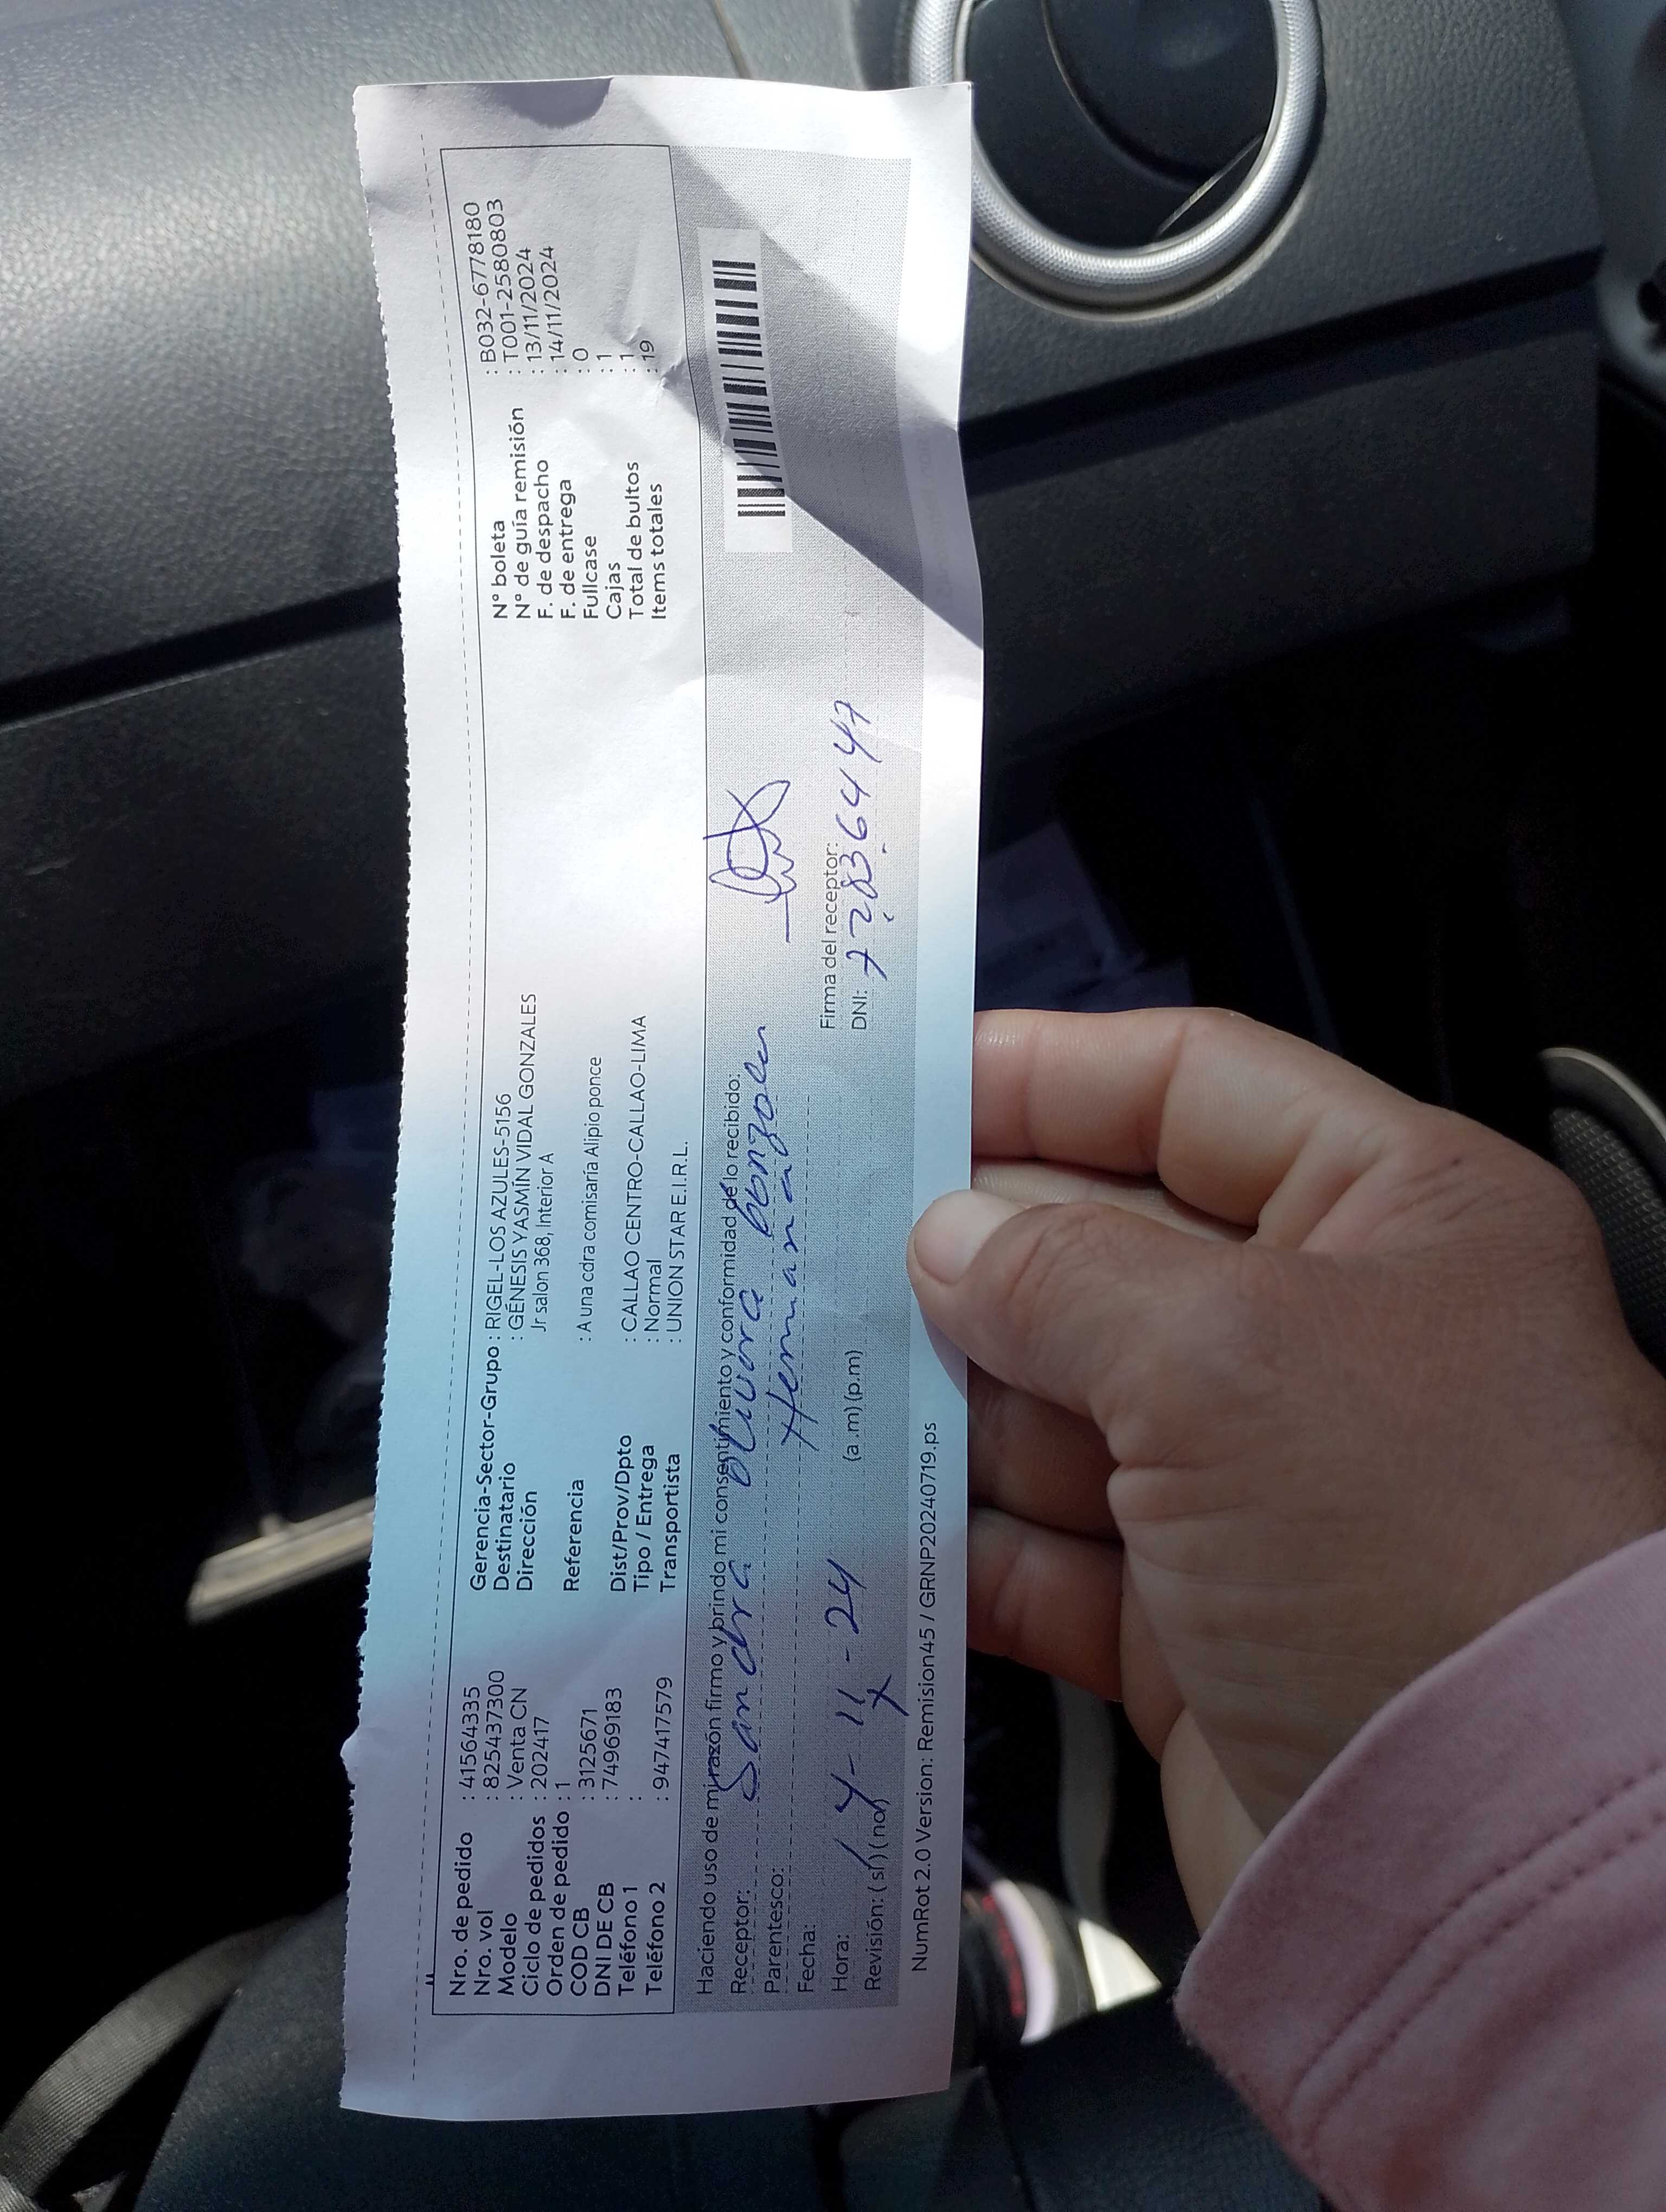 Nro. de pedido : 41564335
Nro. vol : 825437300
Modelo : Venta CN
Ciclo de pedidos : 202417
Orden de pedido : 1
COD CB : 3125671
DNI DE CB : 74969183
Teléfono 1 :
Teléfono 2 : 947417579
Gerencia-Sector-Grupo : RIGEL-LOS AZULES-5156
Destinatario : GÉNESIS YASMÍN VIDAL GONZALES
Dirección Jr salon 368, Interior A
Referencia : A una cdra comisaría Alipio ponce
Dist/Prov/Dpto : CALLAO CENTRO-CALLAO-LIMA
Tipo / Entrega : Normal
Transportista : UNION STAR E.I.R.L.
N° boleta : B032-6778180
N° de guía remisión : T001-2580803
F. de despacho : 13/11/2024
F. de entrega : 14/11/2024
Fullcase : 0
Cajas : 1
Total de bultos : 1
Items totales : 19
Haciendo uso de mi razón firmo y brindo mi consentimiento y conformidad de lo recibido:
Receptor: Sandra Gonzales
Parentesco: Hermana
Fecha: 14-11-24
Hora: (a.m) (p.m)
Revisión: (si) (no) X
Firma del receptor:
DNI: 72836447
NumRot 2.0 Version: Remision45 / GRNP20240719.ps